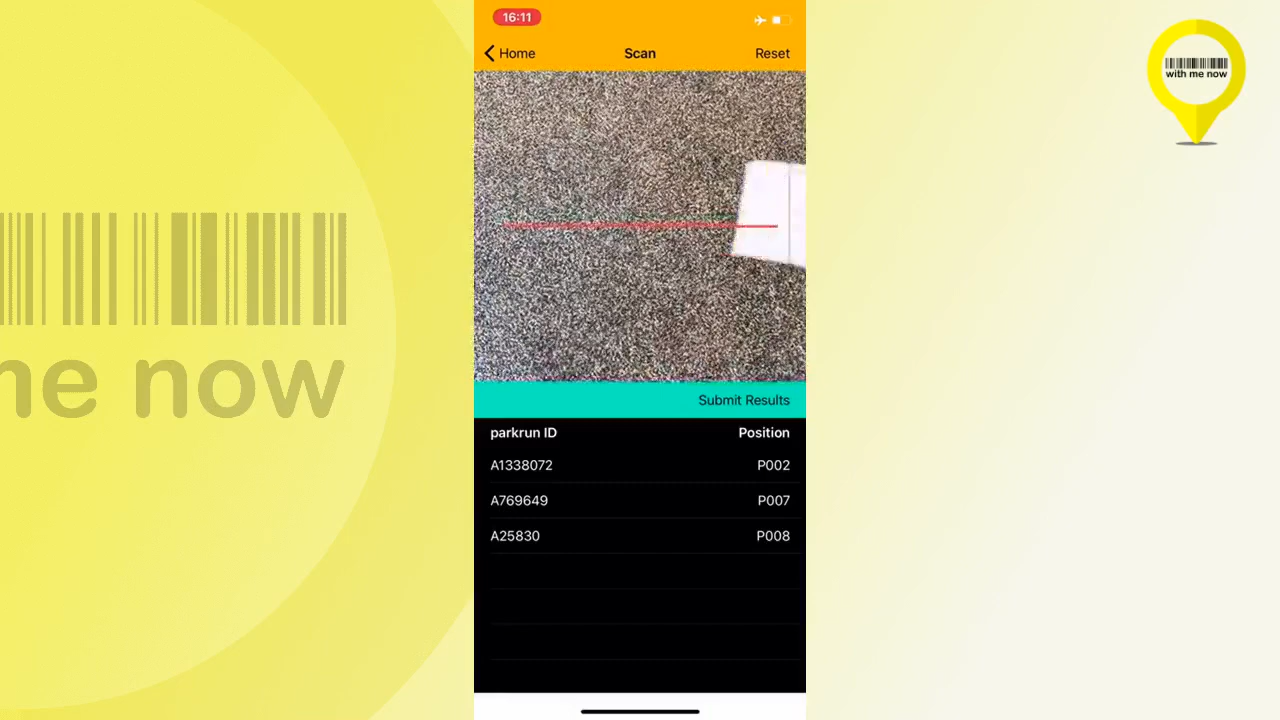 16:11
Home
Scan
Reset
with me now
me now
Submit Results
parkrun ID
Position
A1338072
P002
A769649
P007
A25830
P008